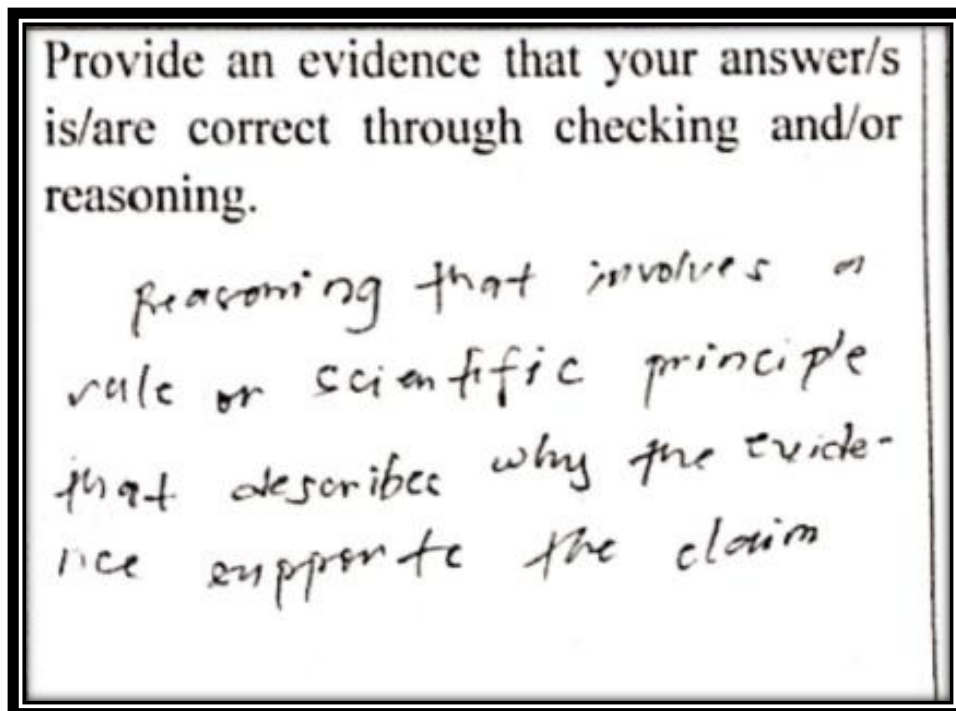 Provide an evidence that your answer/s
is/are correct through checking and/or
reasoning.
Reasoning that involves a
rule or scientific principle
that describes why the evide-
nce supports the claim